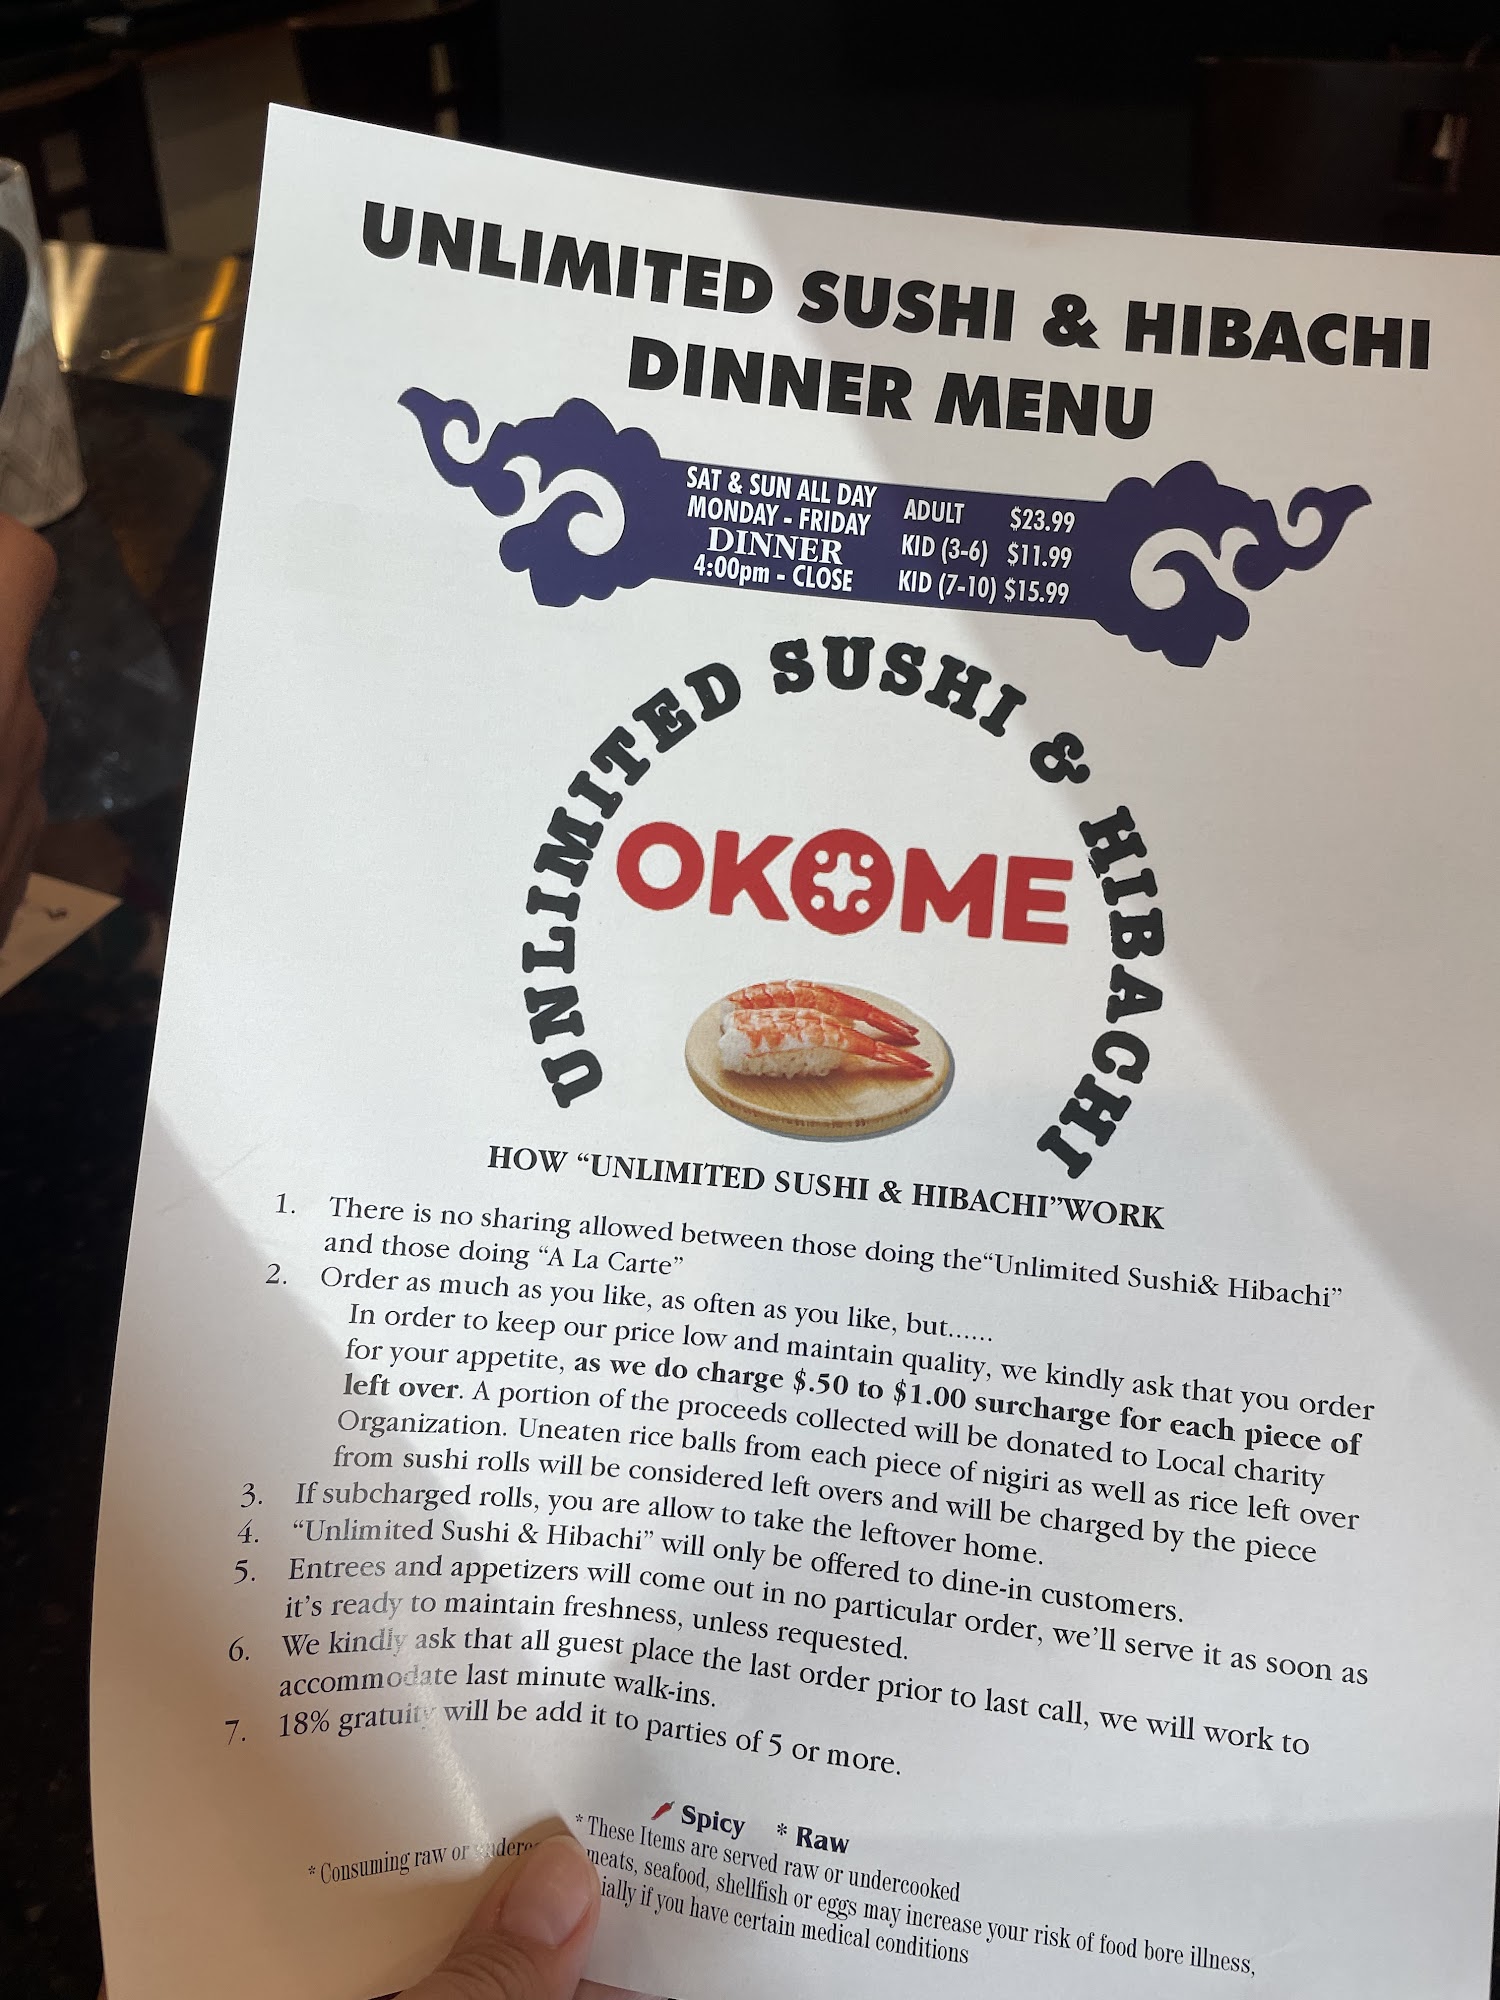 UNLIMITED SUSHI & HIBACHI
DINNER MENU
SAT & SUN ALL DAY
MONDAY - FRIDAY
DINNER
4:00pm - CLOSE
ADULT $23.99
KID (3-6) $11.99
KID (7-10) $15.99
UNLIMITED SUSHI & HIBACHI
OKOME
HOW “UNLIMITED SUSHI & HIBACHI”WORK
1. There is no sharing allowed between those doing the“Unlimited Sushi& Hibachi”
and those doing “A La Carte”
2. Order as much as you like, as often as you like, but......
In order to keep our price low and maintain quality, we kindly ask that you order
for your appetite, as we do charge $.50 to $1.00 surcharge for each piece of
left over. A portion of the proceeds collected will be donated to Local charity
Organization. Uneaten rice balls from each piece of nigiri as well as rice left over
from sushi rolls will be considered left overs and will be charged by the piece
3. If subcharged rolls, you are allow to take the leftover home.
4. “Unlimited Sushi & Hibachi” will only be offered to dine-in customers.
5. Entrees and appetizers will come out in no particular order, we’ll serve it as soon as
it’s ready to maintain freshness, unless requested.
6. We kindly ask that all guest place the last order prior to last call, we will work to
accommodate last minute walk-ins.
7. 18% gratuity will be add it to parties of 5 or more.
Spicy * Raw
* These Items are served raw or undercooked
* Consuming raw or meats, seafood, shellfish or eggs may increase your risk of food bore illness,
if you have certain medical conditions